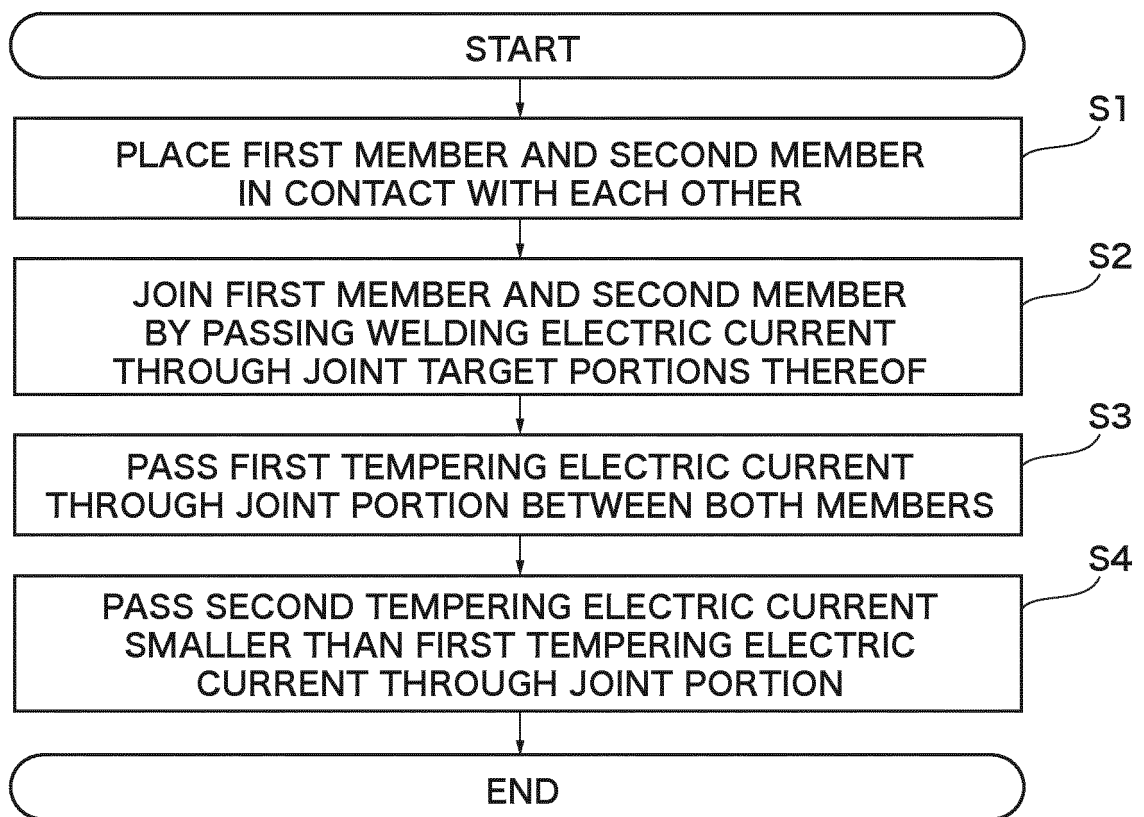 START
S1
PLACE FIRST MEMBER AND SECOND MEMBER
IN CONTACT WITH EACH OTHER
S2
JOIN FIRST MEMBER AND SECOND MEMBER
BY PASSING WELDING ELECTRIC CURRENT
THROUGH JOINT TARGET PORTIONS THEREOF
S3
PASS FIRST TEMPERING ELECTRIC CURRENT
THROUGH JOINT PORTION BETWEEN BOTH MEMBERS
S4
PASS SECOND TEMPERING ELECTRIC CURRENT
SMALLER THAN FIRST TEMPERING ELECTRIC
CURRENT THROUGH JOINT PORTION
END